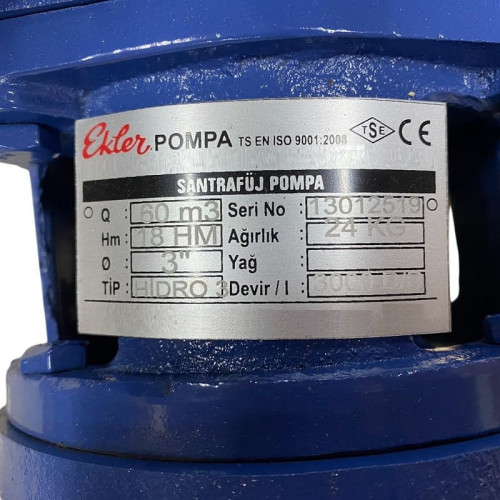 Ekler POMPA TS EN ISO 9001:2008 TSE CE
SANTRAFÜJ POMPA
Q 60 m3 Seri No 13012519
Hm 18 HM Ağırlık 24 KG
Ø 3" Yağ
TİP HİDRO 3 Devir / I